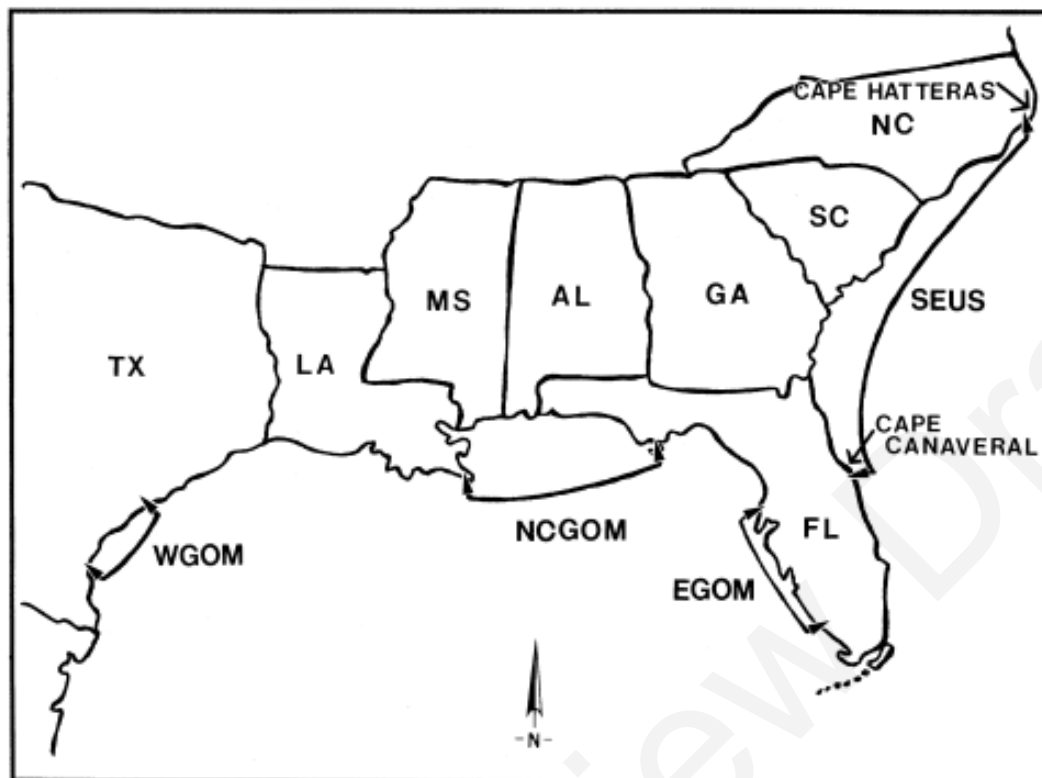 CAPE HATTERAS
NC
SC
MS
AL
GA
SEUS
TX
LA
CAPE
CANAVERAL
NCGOM
FL
WGOM
EGOM
-N-